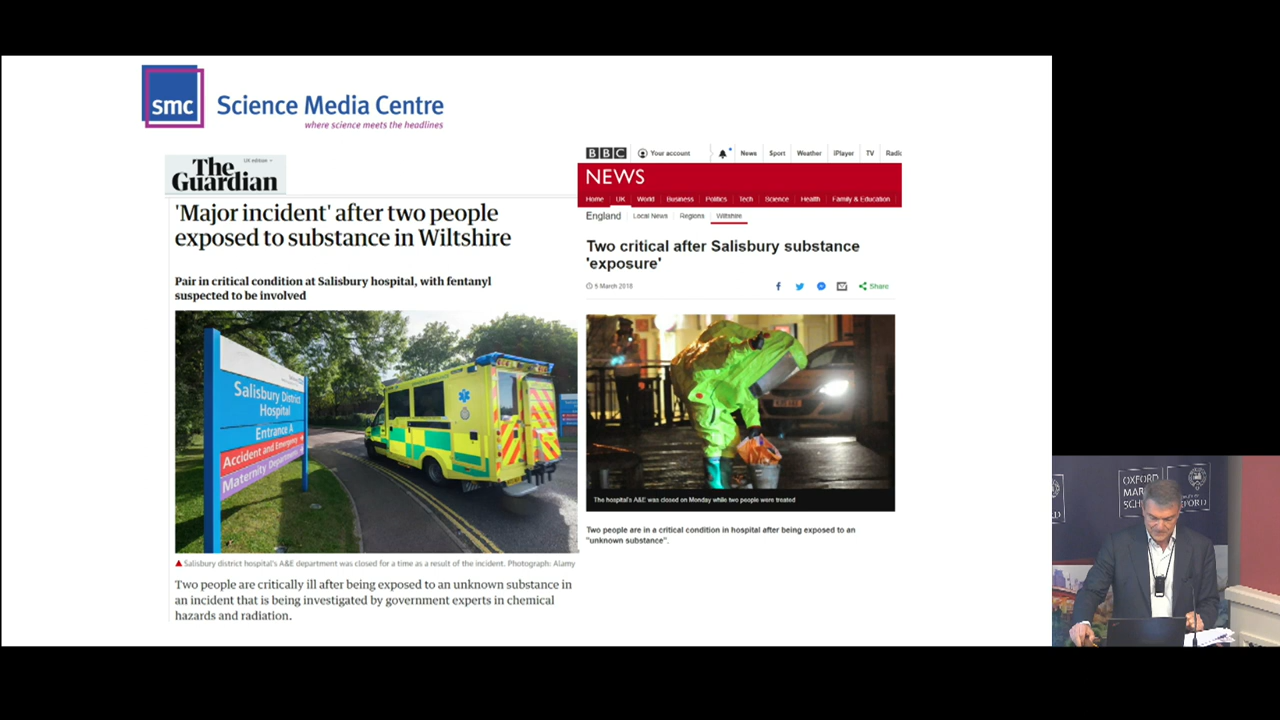 smc
Science Media Centre
where science meets the headlines
The
Guardian
UK edition
'Major incident' after two people
exposed to substance in Wiltshire
Pair in critical condition at Salisbury hospital, with fentanyl
suspected to be involved
Salisbury District
Hospital
Entrance A
Accident and Emergency
Maternity Department
Salisbury district hospital's A&E department was closed for a time as a result of the incident. Photograph: Alamy
Two people are critically ill after being exposed to an unknown substance in
an incident that is being investigated by government experts in chemical
hazards and radiation.
BBC Your account News Sport Weather iPlayer TV Radio
NEWS
Home UK World Business Politics Tech Science Health Family & Education
England Local News Regions Wiltshire
Two critical after Salisbury substance
'exposure'
5 March 2018 Share
The hospital's A&E was closed on Monday while two people were treated
Two people are in a critical condition in hospital after being exposed to an
"unknown substance".
OXFORD